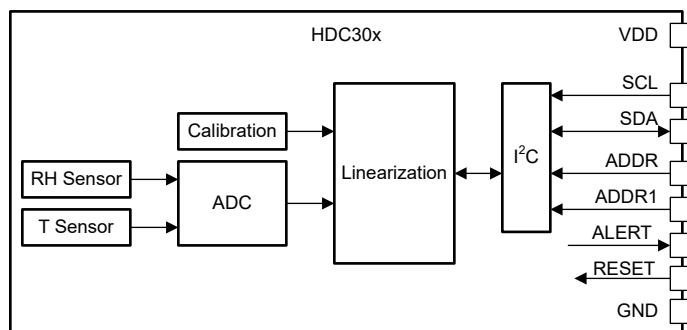 HDC30x
VDD
SCL
SDA
ADDR
ADDR1
ALERT
RESET
GND
Calibration
RH Sensor
T Sensor
ADC
Linearization
I²C